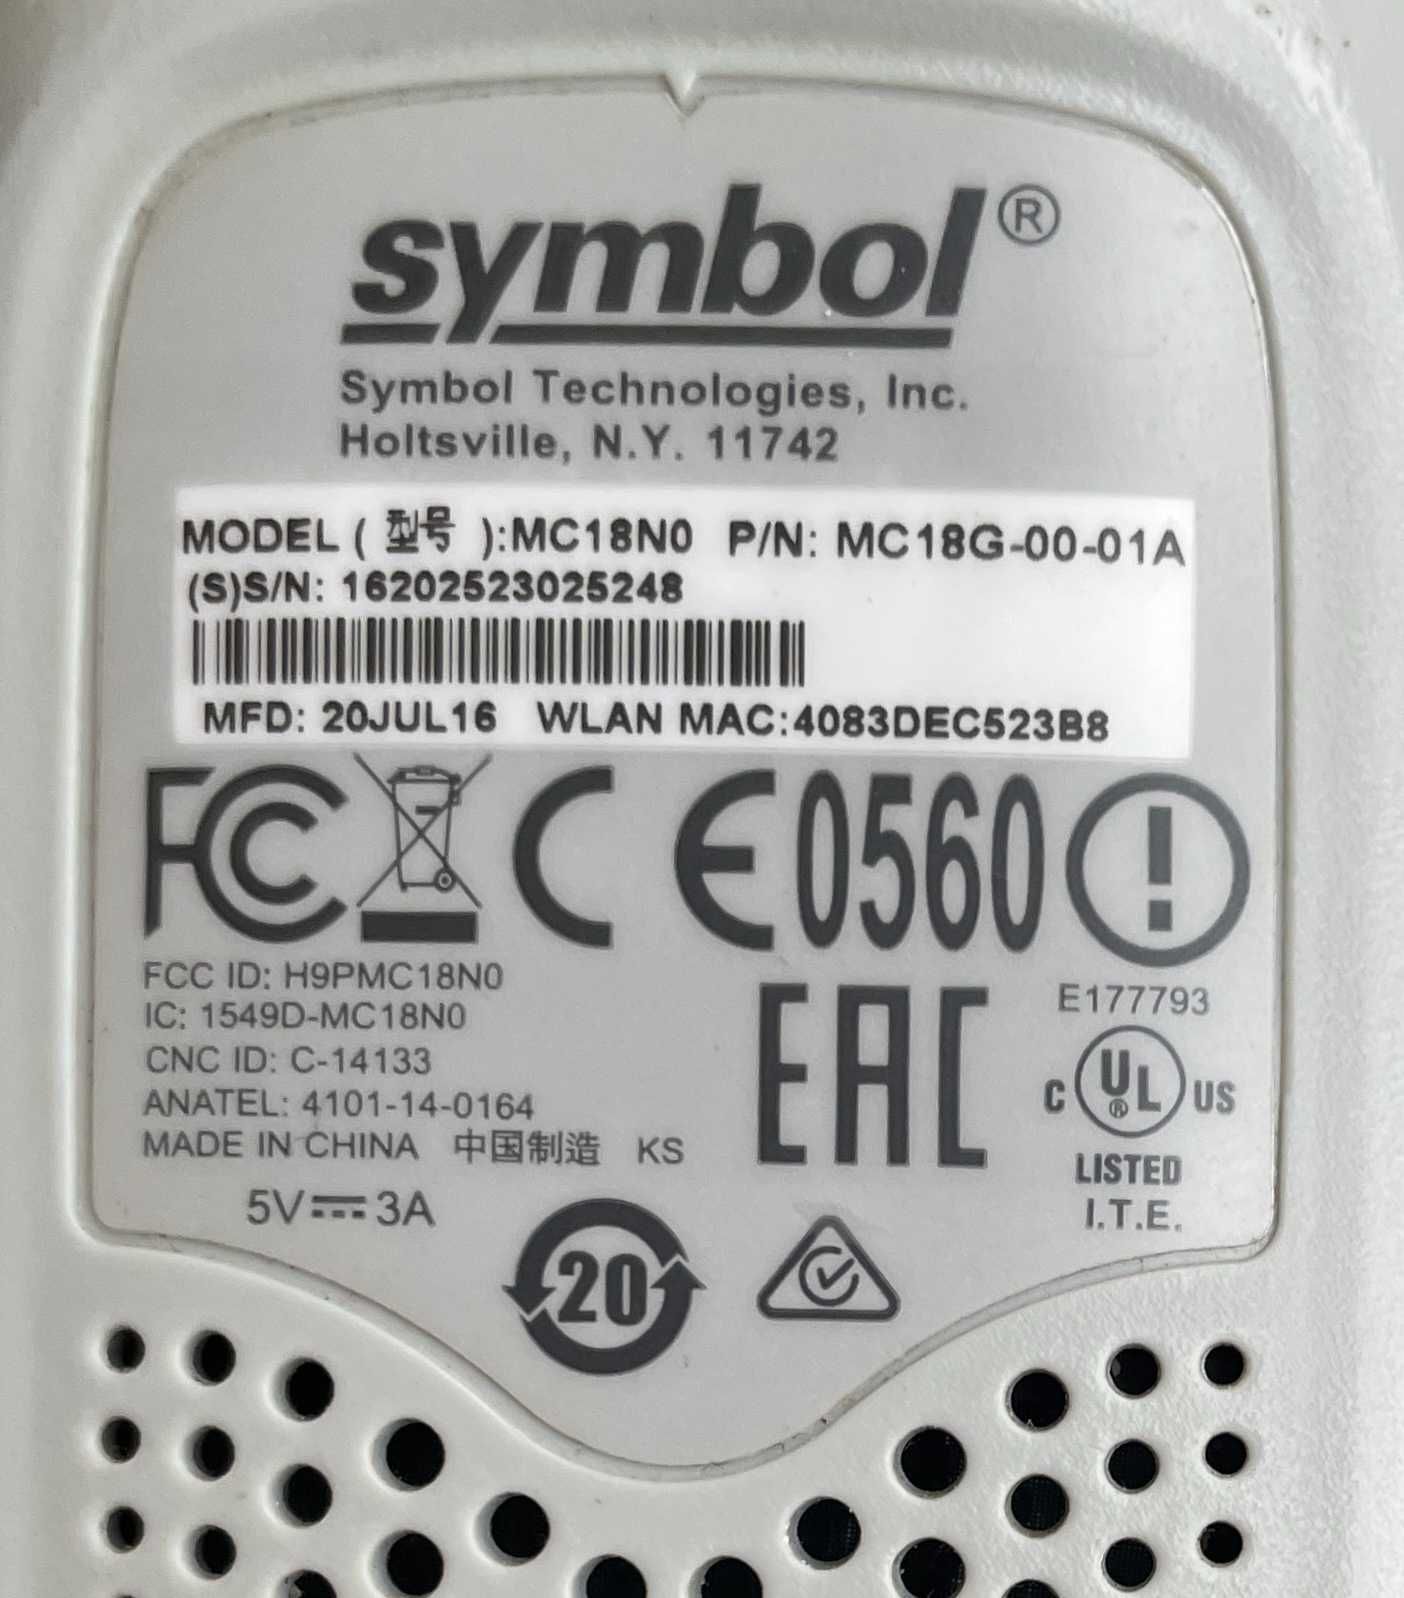 symbol®
Symbol Technologies, Inc.
Holtsville, N.Y. 11742
MODEL ( 型号 ):MC18N0 P/N: MC18G-00-01A
(S)S/N: 16202523025248
MFD: 20JUL16 WLAN MAC:4083DEC523B8
FC CE0560 !
FCC ID: H9PMC18N0
IC: 1549D-MC18N0
CNC ID: C-14133
ANATEL: 4101-14-0164
MADE IN CHINA 中国制造 KS
5V 3A
20
EAC
E177793
C UL® US
LISTED
I.T.E.